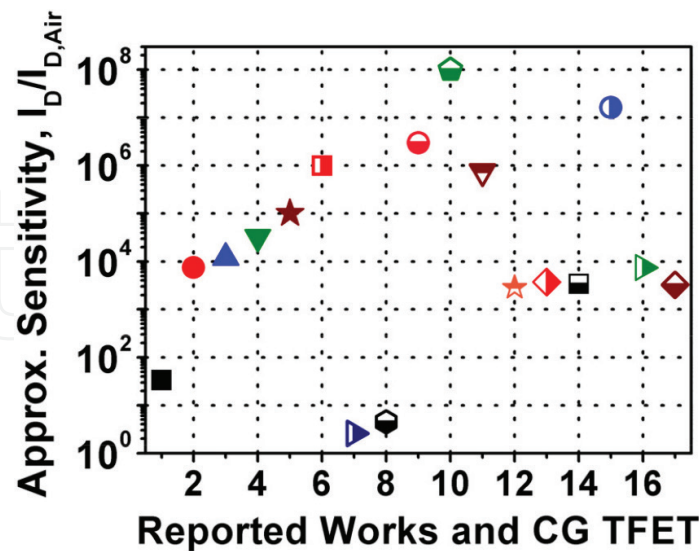 Approx. Sensitivity, I_D/I_D,Air
10^8
10^6
10^4
10^2
10^0
2 4 6 8 10 12 14 16
Reported Works and CG TFET